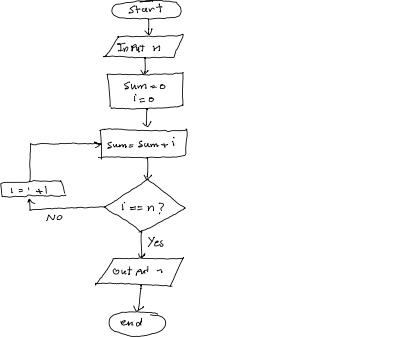 Start
Input n
Sum=0
i=0
Sum= Sum + i
i = i + 1
i == n?
NO
Yes
output n
end